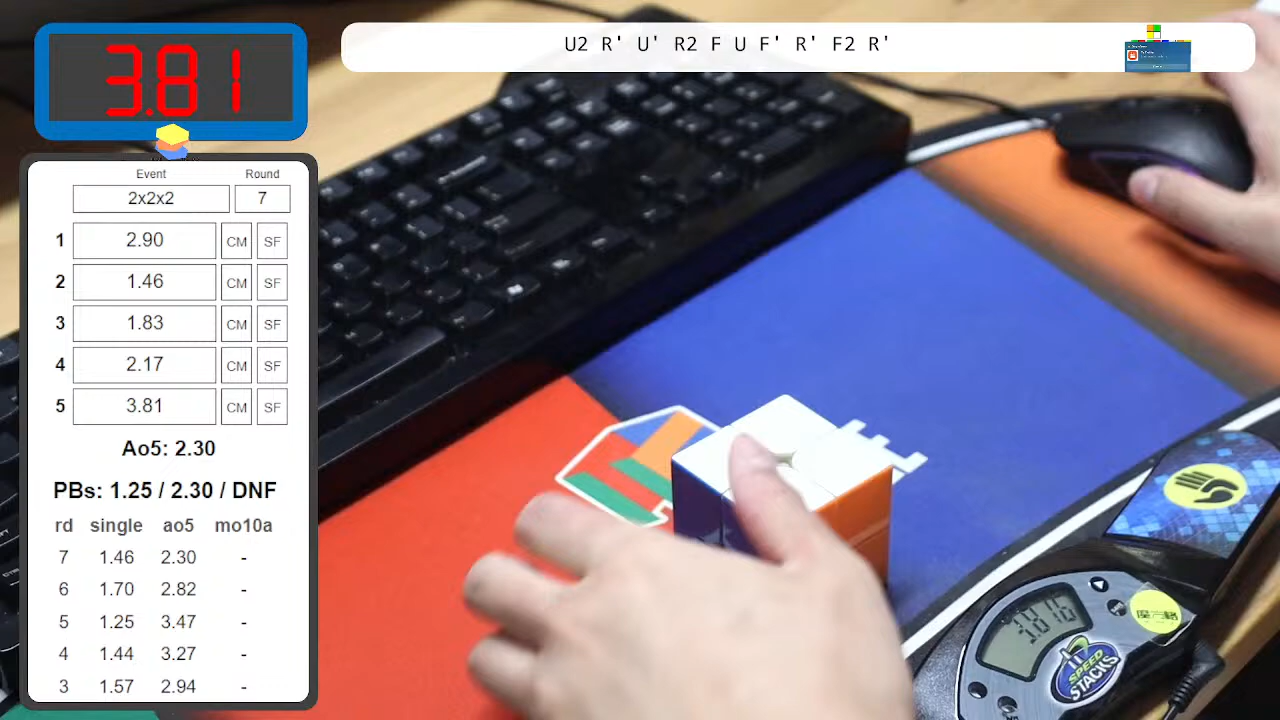 3.81
U2 R' U' R2 F U F' R' F2 R'
Event Round
2x2x2 7
1 2.90 CM SF
2 1.46 CM SF
3 1.83 CM SF
4 2.17 CM SF
5 3.81 CM SF
Ao5: 2.30
PBs: 1.25 / 2.30 / DNF
rd single ao5 mo10a
7 1.46 2.30 -
6 1.70 2.82 -
5 1.25 3.47 -
4 1.44 3.27 -
3 1.57 2.94 -
3.816
SPEED
STACKS